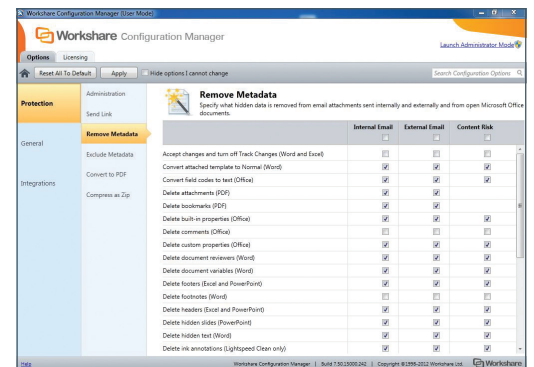 Workshare Configuration Manager (User Mode)
Workshare Configuration Manager
Launch Administrator Mode
Options Licensing
Reset All To Default Apply Hide options I cannot change Search Configuration Options
Protection
General
Integrations
Administration
Send Link
Remove Metadata
Exclude Metadata
Convert to PDF
Compress as Zip
Remove Metadata
Specify what hidden data is removed from email attachments sent internally and externally and from open Microsoft Office
documents.
Internal Email External Email Content Risk
Accept changes and turn off Track Changes (Word and Excel)
Convert attached template to Normal (Word)
Convert field codes to text (Office)
Delete attachments (PDF)
Delete bookmarks (PDF)
Delete built-in properties (Office)
Delete comments (Office)
Delete custom properties (Office)
Delete document reviewers (Word)
Delete document variables (Word)
Delete footers (Excel and PowerPoint)
Delete footnotes (Word)
Delete headers (Excel and PowerPoint)
Delete hidden slides (PowerPoint)
Delete hidden text (Word)
Delete ink annotations (Lightspeed Clean only)
Help Workshare Configuration Manager | Build 7.50.15000.242 | Copyright ©1998-2012 Workshare Ltd. Workshare